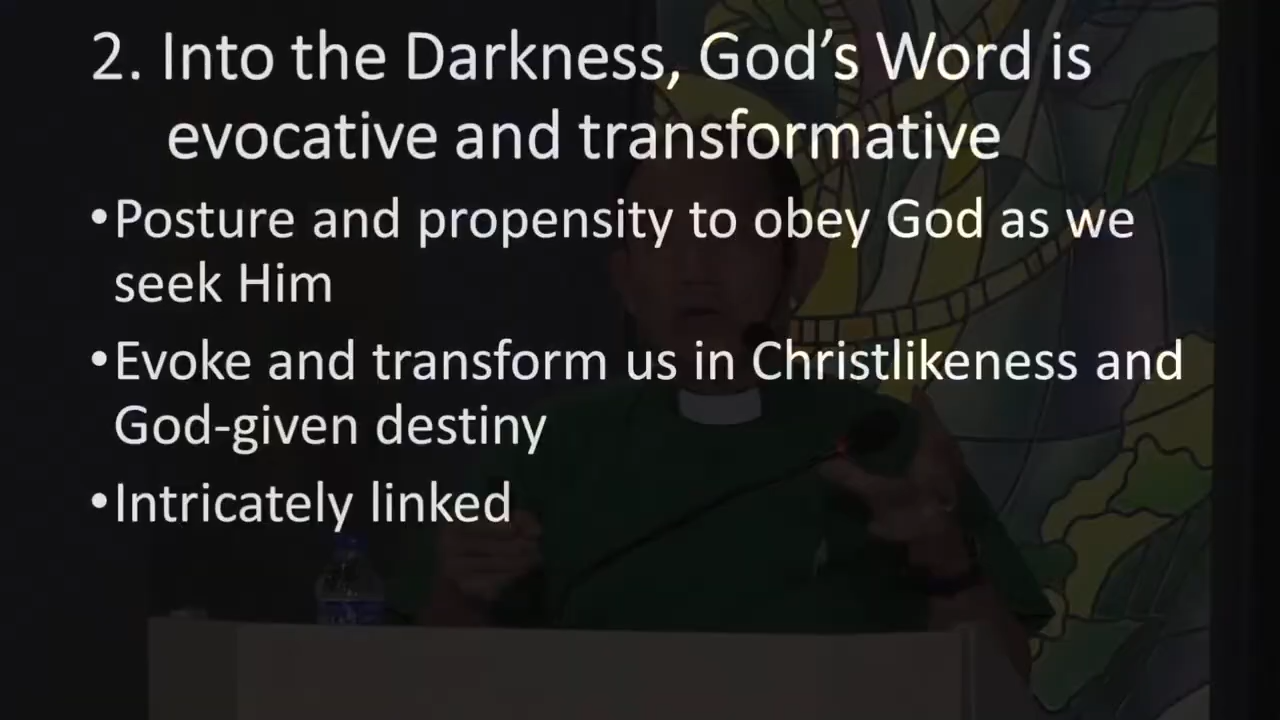 2. Into the Darkness, God’s Word is
evocative and transformative
•Posture and propensity to obey God as we
seek Him
•Evoke and transform us in Christlikeness and
God-given destiny
•Intricately linked